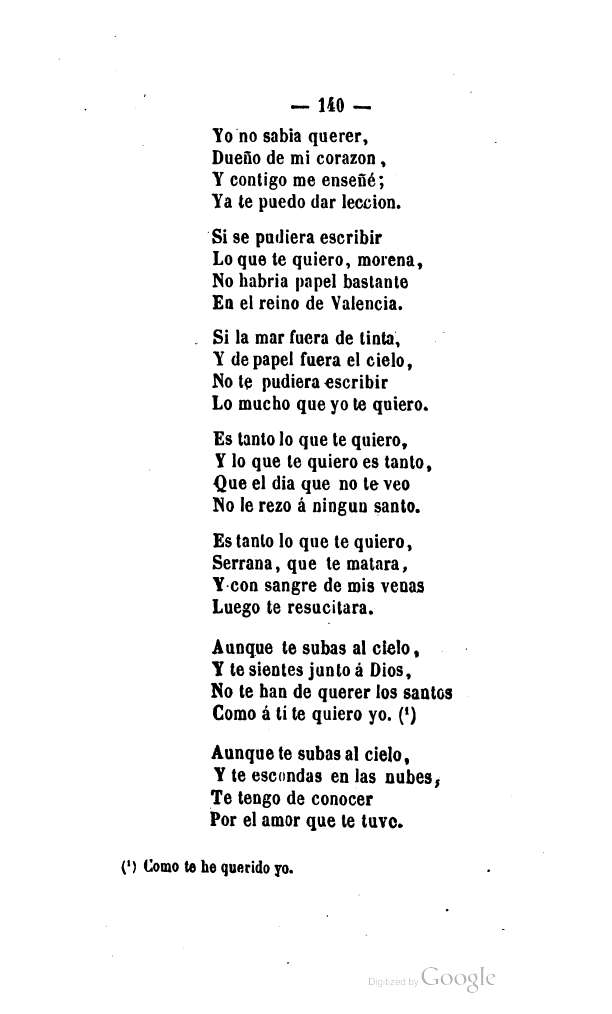 — 140 —
Yo no sabia querer,
Dueño de mi corazon,
Y contigo me enseñé;
Ya te puedo dar leccion.
Si se pudiera escribir
Lo que te quiero, morena,
No habria papel bastante
En el reino de Valencia.
Si la mar fuera de tinta,
Y de papel fuera el cielo,
No te pudiera escribir
Lo mucho que yo te quiero.
Es tanto lo que te quiero,
Y lo que te quiero es tanto,
Que el dia que no te veo
No le rezo á ningun santo.
Es tanto lo que te quiero,
Serrana, que te matara,
Y con sangre de mis venas
Luego te resucitara.
Aunque te subas al cielo,
Y te sientes junto á Dios,
No te han de querer los santos
Como á ti te quiero yo. (¹)
Aunque te subas al cielo,
Y te escondas en las nubes,
Te tengo de conocer
Por el amor que te tuve.
(¹) Como te he querido yo.
Digitized by Google